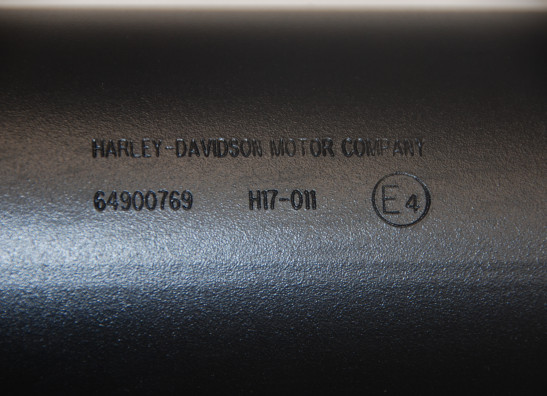 HARLEY-DAVIDSON MOTOR COMPANY
64900769 H17-011 E4